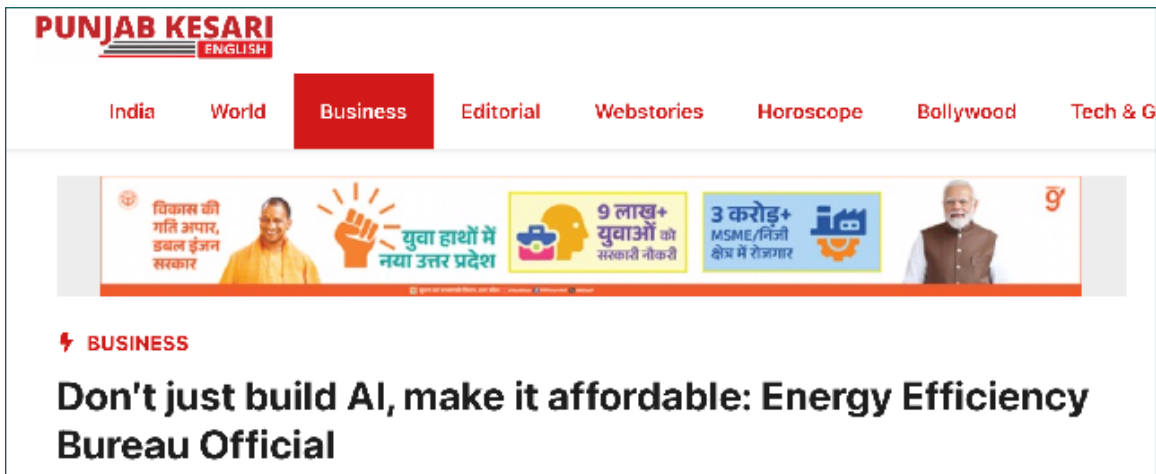 PUNJAB KESARI
ENGLISH
India World Business Editorial Webstories Horoscope Bollywood Tech & G
विकास की
गति अपार,
डबल इंजन
सरकार
युवा हाथों में
नया उत्तर प्रदेश
9 लाख+
युवाओं को
सरकारी नौकरी
3 करोड़+
MSME/निजी
क्षेत्र में रोजगार
BUSINESS
Don't just build AI, make it affordable: Energy Efficiency
Bureau Official